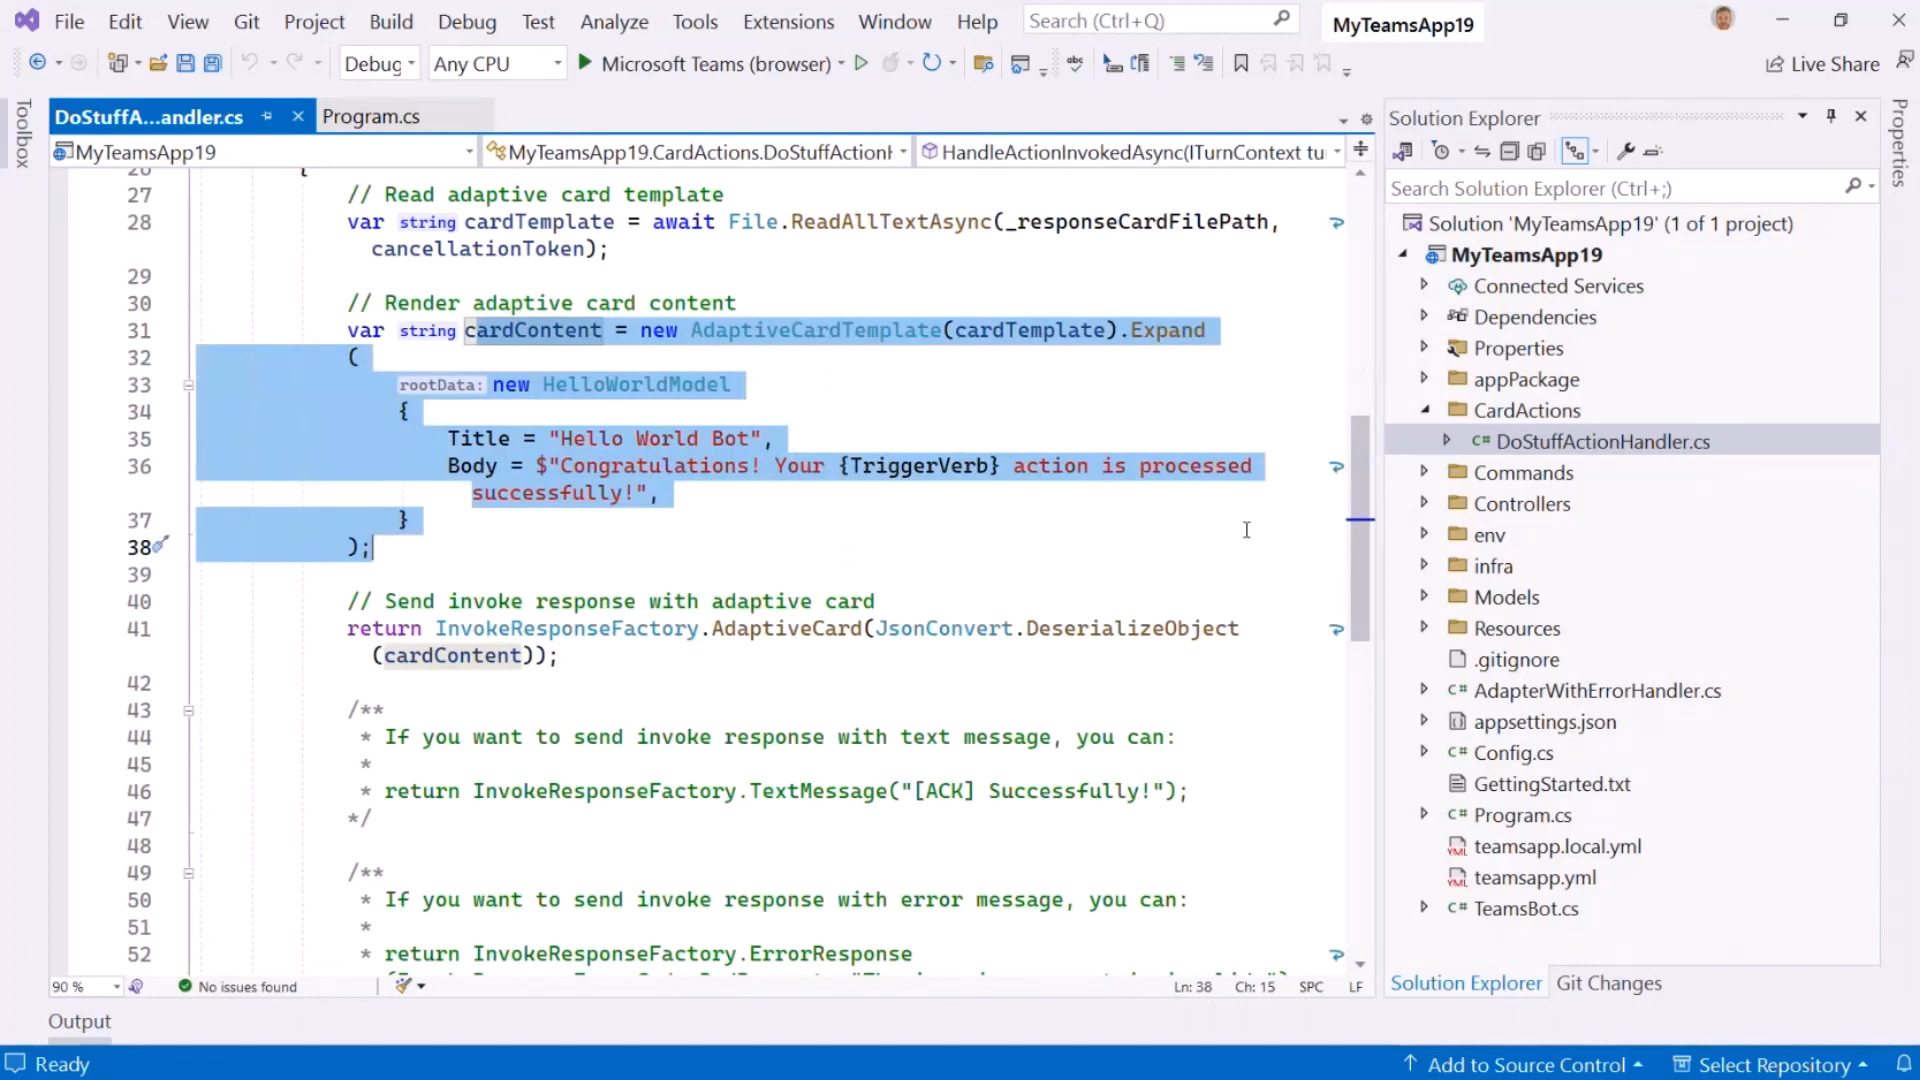 File Edit View Git Project Build Debug Test Analyze Tools Extensions Window Help Search (Ctrl+Q) MyTeamsApp19
Debug Any CPU Microsoft Teams (browser) abc Live Share
Toolbox
DoStuffA...andler.cs Program.cs
MyTeamsApp19 MyTeamsApp19.CardActions.DoStuffActionH HandleActionInvokedAsync(ITurnContext tu
26 {
27 // Read adaptive card template
28 var string cardTemplate = await File.ReadAllTextAsync(_responseCardFilePath,
cancellationToken);
29
30 // Render adaptive card content
31 var string cardContent = new AdaptiveCardTemplate(cardTemplate).Expand
32 (
33 rootData: new HelloWorldModel
34 {
35 Title = "Hello World Bot",
36 Body = $"Congratulations! Your {TriggerVerb} action is processed
successfully!",
37 }
38 );
39
40 // Send invoke response with adaptive card
41 return InvokeResponseFactory.AdaptiveCard(JsonConvert.DeserializeObject
(cardContent));
42
43 /**
44 * If you want to send invoke response with text message, you can:
45 *
46 * return InvokeResponseFactory.TextMessage("[ACK] Successfully!");
47 */
48
49 /**
50 * If you want to send invoke response with error message, you can:
51 *
52 * return InvokeResponseFactory.ErrorResponse
90 % No issues found Ln: 38 Ch: 15 SPC LF
Output
Solution Explorer
Search Solution Explorer (Ctrl+;)
Solution 'MyTeamsApp19' (1 of 1 project)
MyTeamsApp19
Connected Services
Dependencies
Properties
appPackage
CardActions
C# DoStuffActionHandler.cs
Commands
Controllers
env
infra
Models
Resources
.gitignore
C# AdapterWithErrorHandler.cs
appsettings.json
C# Config.cs
GettingStarted.txt
C# Program.cs
YML teamsapp.local.yml
YML teamsapp.yml
C# TeamsBot.cs
Solution Explorer Git Changes
Properties
Ready Add to Source Control Select Repository